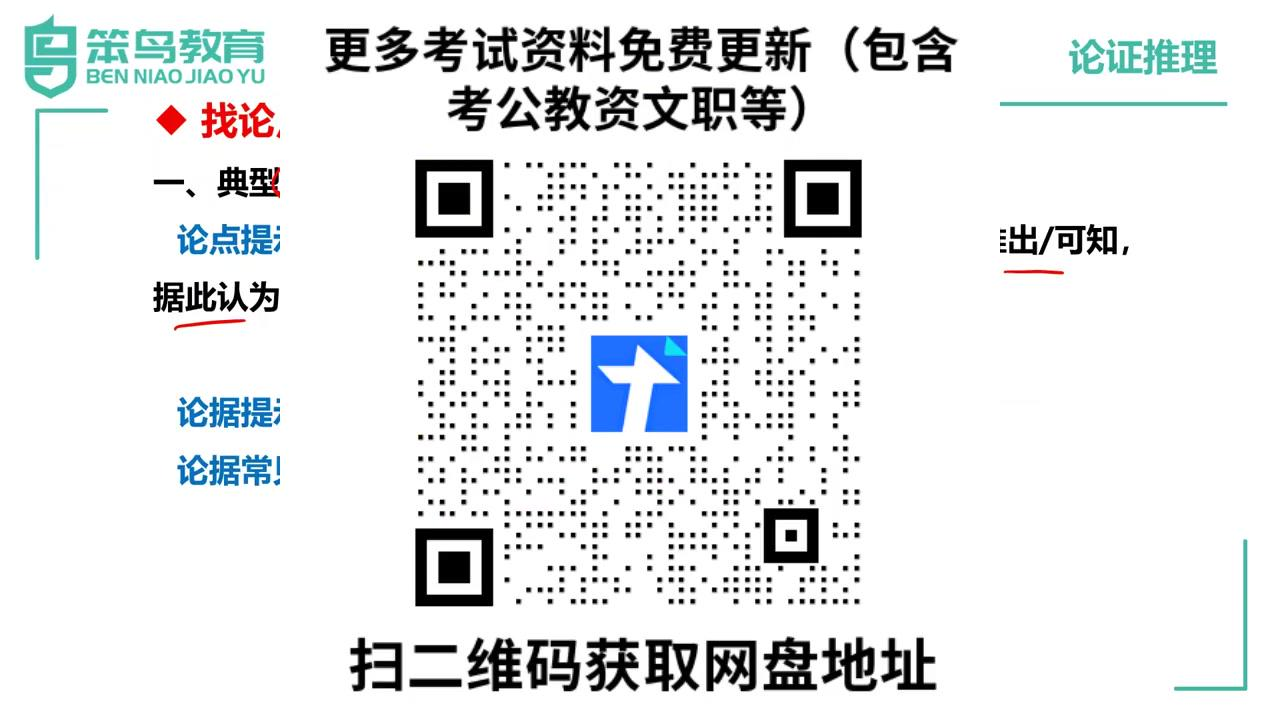 笨鸟教育
BEN NIAO JIAO YU
更多考试资料免费更新（包含
考公教资文职等）
论证推理
◆ 找论
一、典型
论点提
出/可知，
据此认为
论据提
论据常
扫二维码获取网盘地址